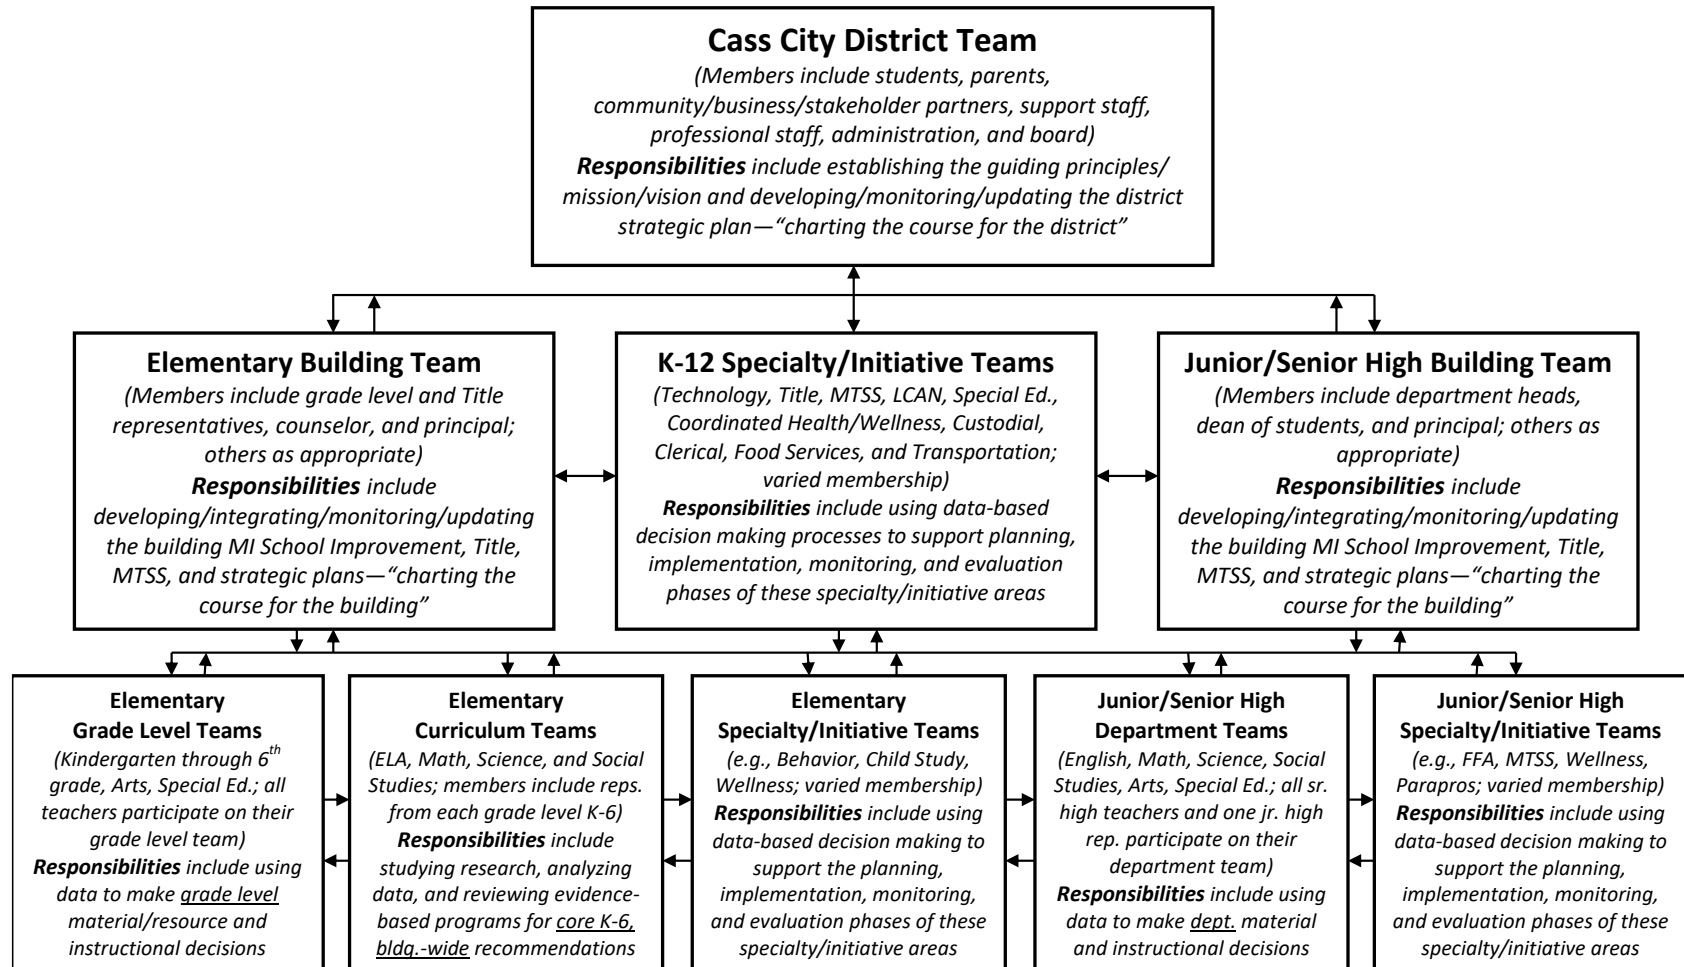 Cass City District Team
(Members include students, parents,
community/business/stakeholder partners, support staff,
professional staff, administration, and board)
Responsibilities include establishing the guiding principles/
mission/vision and developing/monitoring/updating the district
strategic plan—“charting the course for the district”
Elementary Building Team
(Members include grade level and Title
representatives, counselor, and principal;
others as appropriate)
Responsibilities include
developing/integrating/monitoring/updating
the building MI School Improvement, Title,
MTSS, and strategic plans—“charting the
course for the building”
K-12 Specialty/Initiative Teams
(Technology, Title, MTSS, LCAN, Special Ed.,
Coordinated Health/Wellness, Custodial,
Clerical, Food Services, and Transportation;
varied membership)
Responsibilities include using data-based
decision making processes to support planning,
implementation, monitoring, and evaluation
phases of these specialty/initiative areas
Junior/Senior High Building Team
(Members include department heads,
dean of students, and principal; others as
appropriate)
Responsibilities include
developing/integrating/monitoring/updating
the building MI School Improvement, Title,
MTSS, and strategic plans—“charting the
course for the building”
Elementary
Grade Level Teams
(Kindergarten through 6th
grade, Arts, Special Ed.; all
teachers participate on their
grade level team)
Responsibilities include using
data to make grade level
material/resource and
instructional decisions
Elementary
Curriculum Teams
(ELA, Math, Science, and Social
Studies; members include reps.
from each grade level K-6)
Responsibilities include
studying research, analyzing
data, and reviewing evidence-
based programs for core K-6,
bldg.-wide recommendations
Elementary
Specialty/Initiative Teams
(e.g., Behavior, Child Study,
Wellness; varied membership)
Responsibilities include using
data-based decision making to
support the planning,
implementation, monitoring,
and evaluation phases of these
specialty/initiative areas
Junior/Senior High
Department Teams
(English, Math, Science, Social
Studies, Arts, Special Ed.; all sr.
high teachers and one jr. high
rep. participate on their
department team)
Responsibilities include using
data to make dept. material
and instructional decisions
Junior/Senior High
Specialty/Initiative Teams
(e.g., FFA, MTSS, Wellness,
Parapros; varied membership)
Responsibilities include using
data-based decision making to
support the planning,
implementation, monitoring,
and evaluation phases of these
specialty/initiative areas